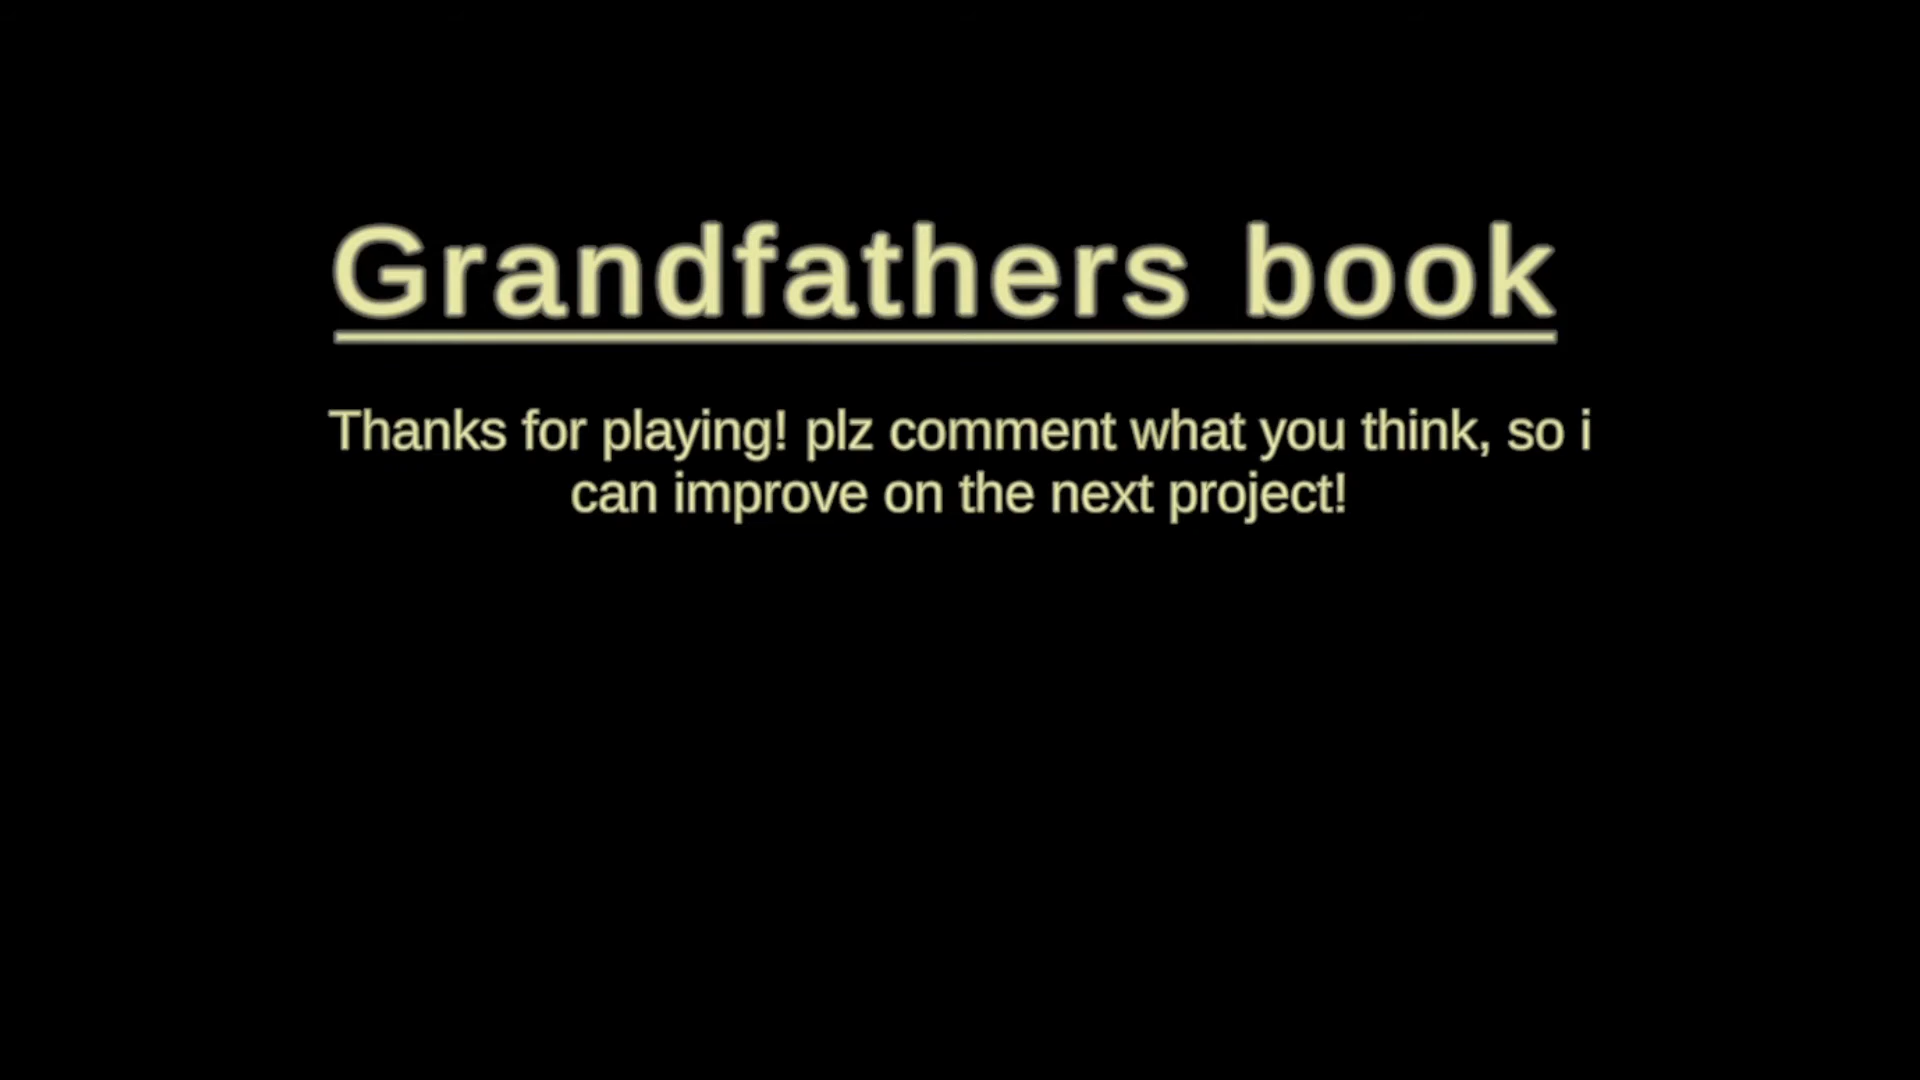 Grandfathers book
Thanks for playing! plz comment what you think, so i
can improve on the next project!